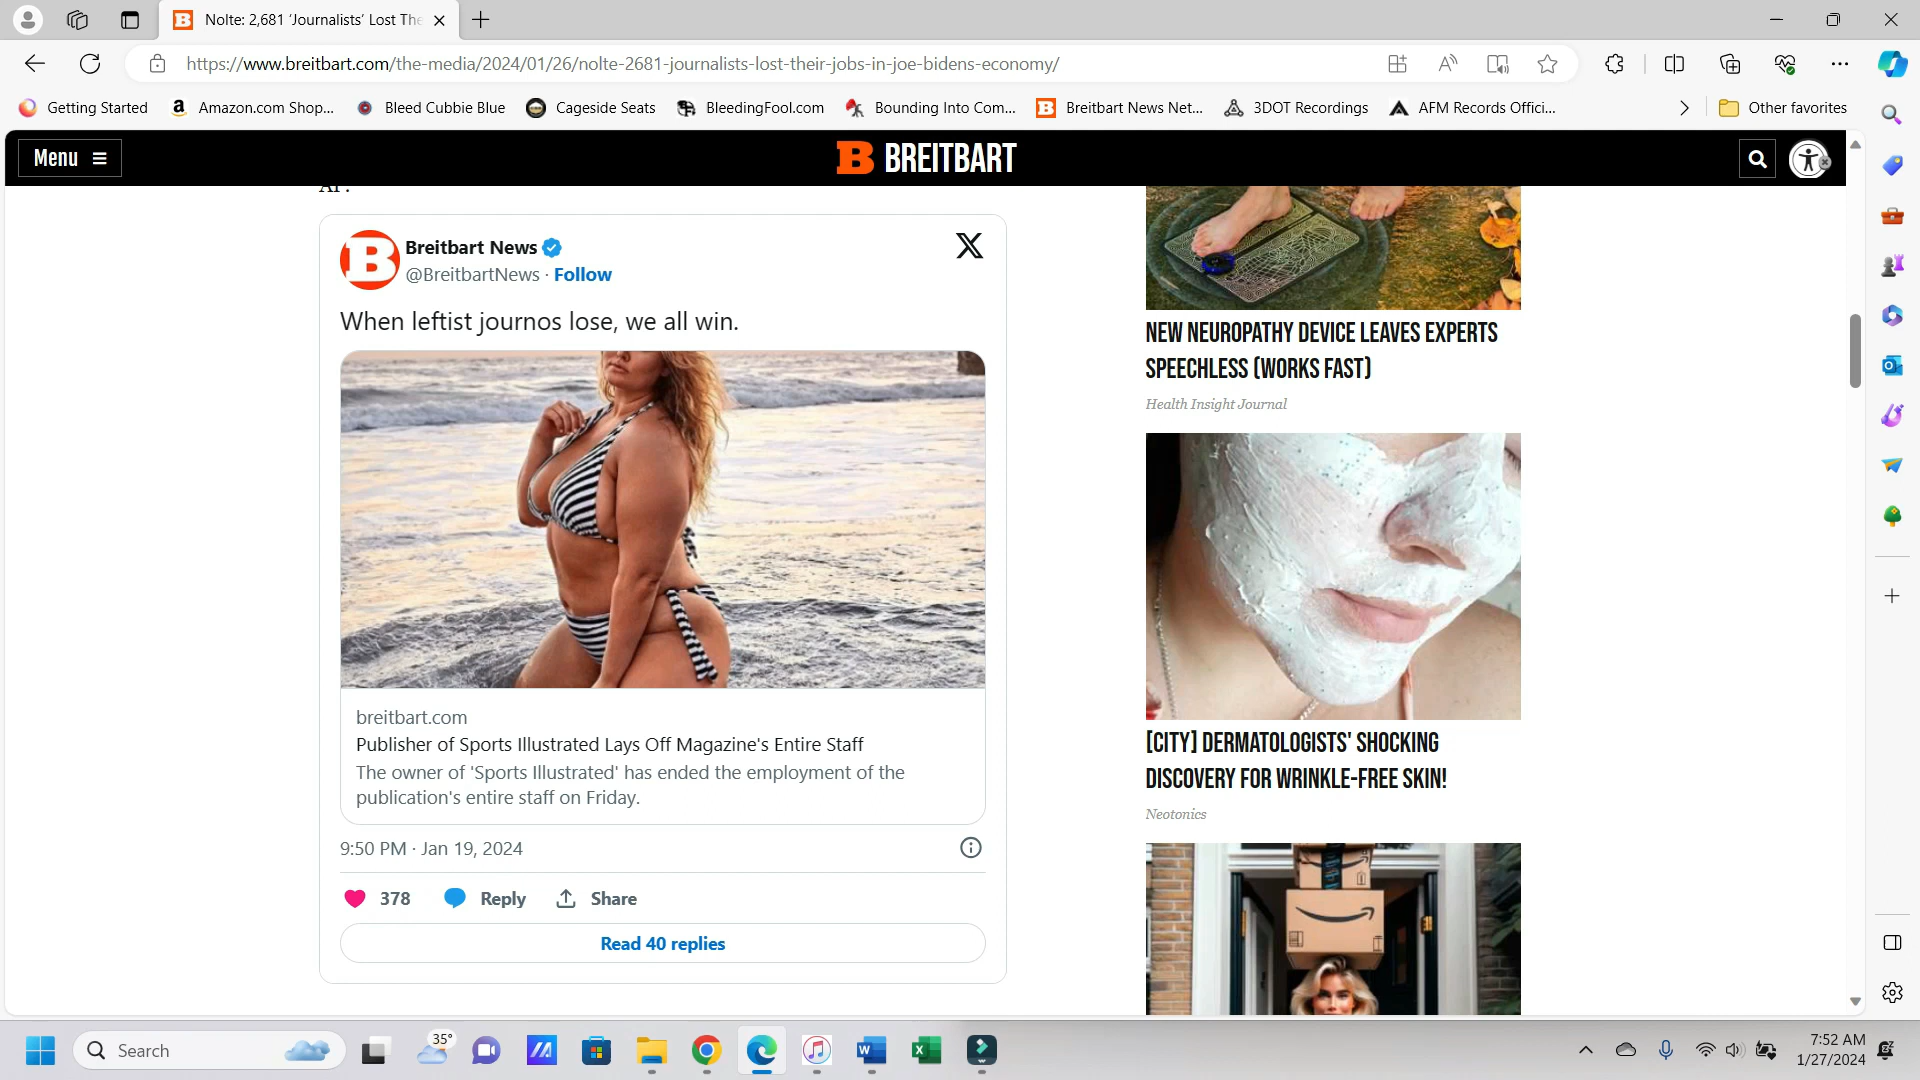 Nolte: 2,681 'Journalists' Lost The
https://www.breitbart.com/the-media/2024/01/26/nolte-2681-journalists-lost-their-jobs-in-joe-bidens-economy/
Getting Started
Amazon.com Shop...
Bleed Cubbie Blue
Cageside Seats
BleedingFool.com
Bounding Into Com...
Breitbart News Net...
3DOT Recordings
AFM Records Offici...
Other favorites
Menu
BREITBART
Breitbart News
@BreitbartNews · Follow
When leftist journos lose, we all win.
breitbart.com
Publisher of Sports Illustrated Lays Off Magazine's Entire Staff
The owner of 'Sports Illustrated' has ended the employment of the
publication's entire staff on Friday.
9:50 PM · Jan 19, 2024
378 Reply Share
Read 40 replies
NEW NEUROPATHY DEVICE LEAVES EXPERTS
SPEECHLESS (WORKS FAST)
Health Insight Journal
[CITY] DERMATOLOGISTS' SHOCKING
DISCOVERY FOR WRINKLE-FREE SKIN!
Neotonics
Search
35°
7:52 AM
1/27/2024